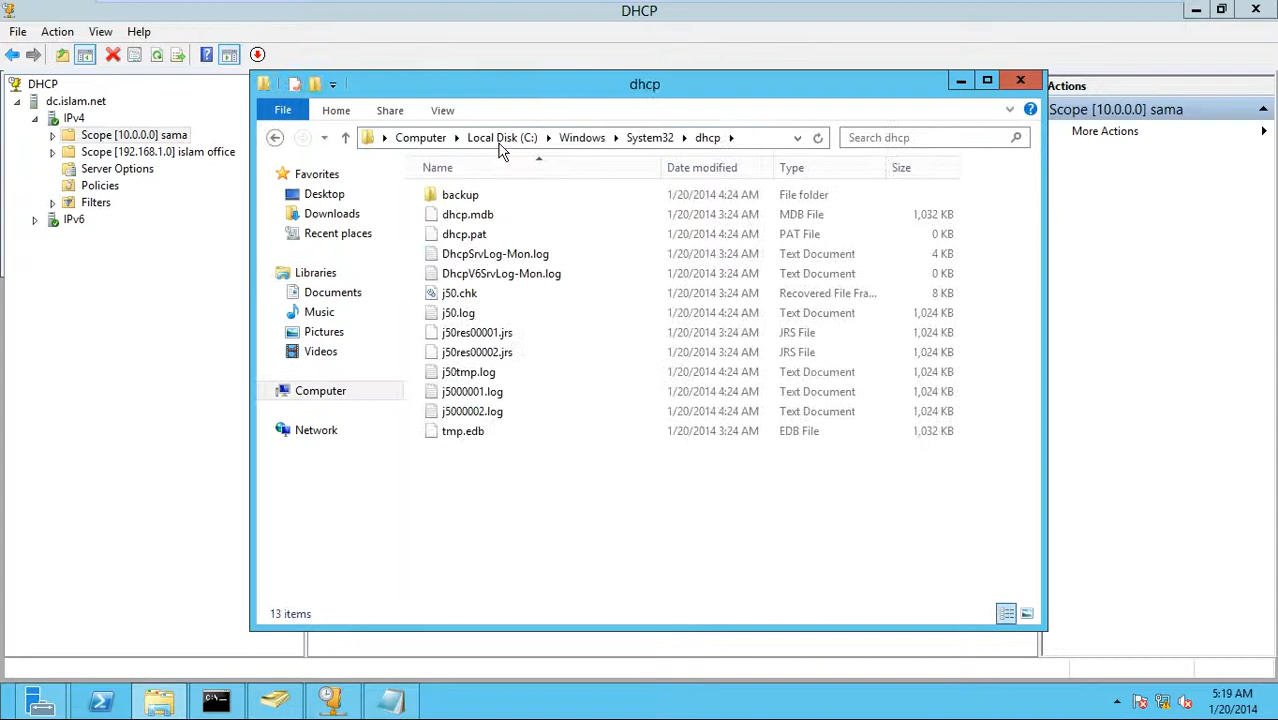 DHCP
File Action View Help
DHCP
dc.islam.net
IPv4
Scope [10.0.0.0] sama
Scope [192.168.1.0] islam office
Server Options
Policies
Filters
IPv6
dhcp
File Home Share View
Computer Local Disk (C:) Windows System32 dhcp
Search dhcp
Favorites
Desktop
Downloads
Recent places
Libraries
Documents
Music
Pictures
Videos
Computer
Network
Name Date modified Type Size
backup 1/20/2014 4:24 AM File folder
dhcp.mdb 1/20/2014 3:24 AM MDB File 1,032 KB
dhcp.pat 1/20/2014 4:24 AM PAT File 0 KB
DhcpSrvLog-Mon.log 1/20/2014 3:24 AM Text Document 4 KB
DhcpV6SrvLog-Mon.log 1/20/2014 3:24 AM Text Document 0 KB
j50.chk 1/20/2014 4:24 AM Recovered File Fra... 8 KB
j50.log 1/20/2014 4:24 AM Text Document 1,024 KB
j50res00001.jrs 1/20/2014 3:24 AM JRS File 1,024 KB
j50res00002.jrs 1/20/2014 3:24 AM JRS File 1,024 KB
j50tmp.log 1/20/2014 4:24 AM Text Document 1,024 KB
j5000001.log 1/20/2014 4:24 AM Text Document 1,024 KB
j5000002.log 1/20/2014 4:24 AM Text Document 1,024 KB
tmp.edb 1/20/2014 3:24 AM EDB File 1,032 KB
13 items
Actions
Scope [10.0.0.0] sama
More Actions
5:19 AM
1/20/2014